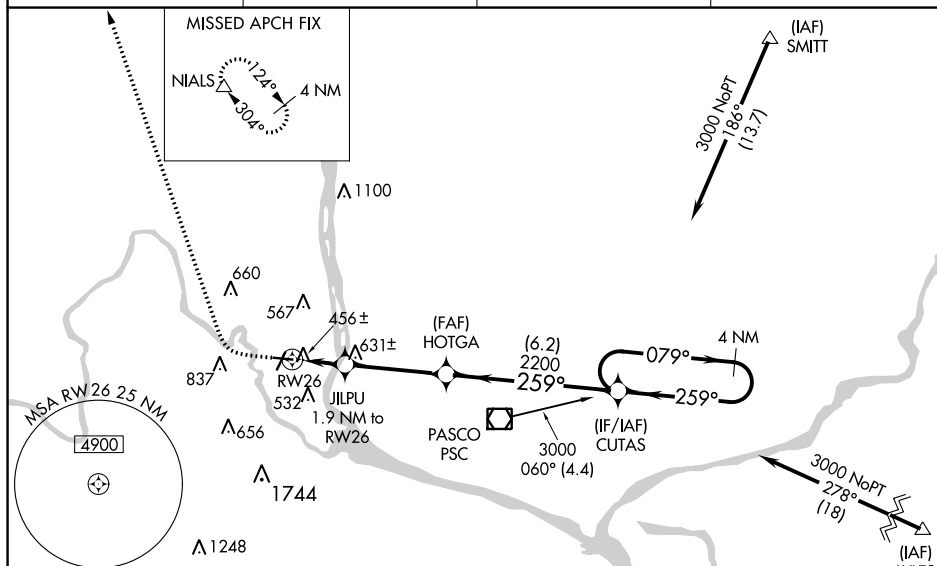 MISSED APCH FIX
NIALS
124°
304°
4 NM
(IAF)
SMITT
3000 NoPT
186°
(13.7)
1100
660
567
456±
631±
837
RW26
532
JILPU
1.9 NM to
RW26
(FAF)
HOTGA
(6.2)
2200
259°
079°
4 NM
259°
(IF/IAF)
CUTAS
PASCO
PSC
3000
060° (4.4)
MSA RW 26 25 NM
4900
656
1744
1248
3000 NoPT
278°
(18)
(IAF)